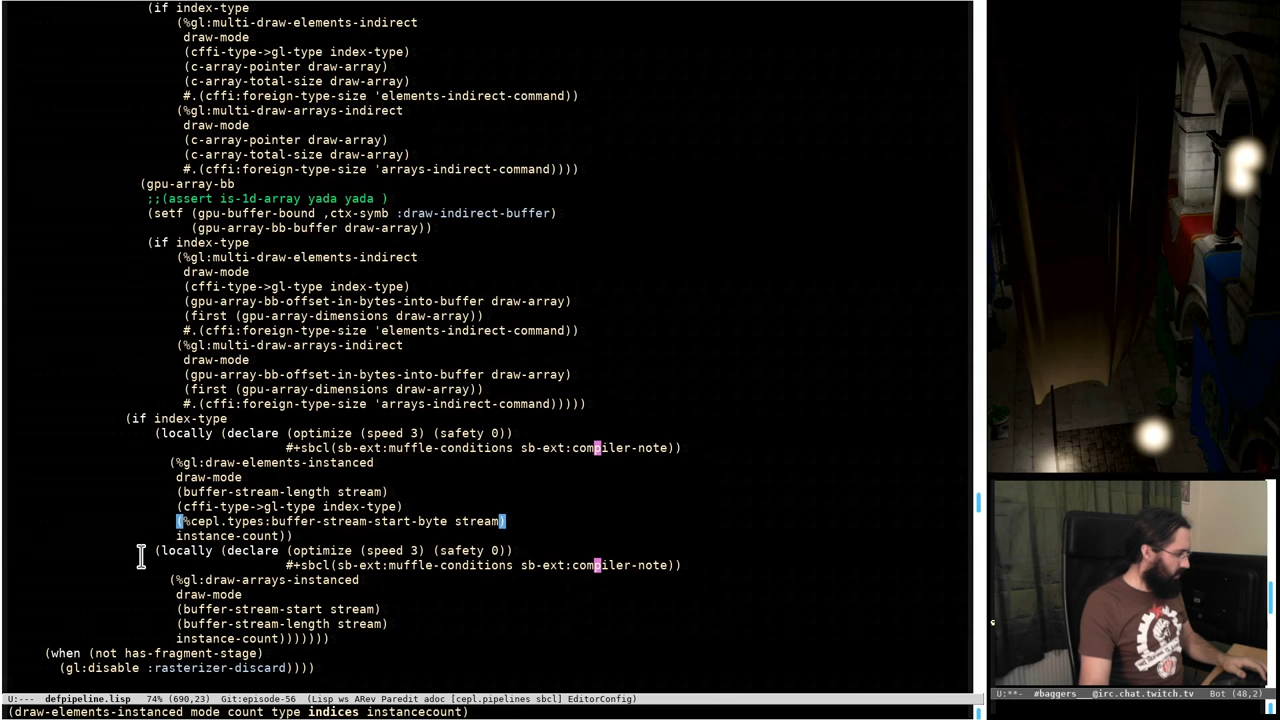 (if index-type
(%gl:multi-draw-elements-indirect
draw-mode
(cffi-type->gl-type index-type)
(c-array-pointer draw-array)
(c-array-total-size draw-array)
#.(cffi:foreign-type-size 'elements-indirect-command))
(%gl:multi-draw-arrays-indirect
draw-mode
(c-array-pointer draw-array)
(c-array-total-size draw-array)
#.(cffi:foreign-type-size 'arrays-indirect-command))))
(gpu-array-bb
;;(assert is-1d-array yada yada )
(setf (gpu-buffer-bound ,ctx-symb :draw-indirect-buffer)
(gpu-array-bb-buffer draw-array))
(if index-type
(%gl:multi-draw-elements-indirect
draw-mode
(cffi-type->gl-type index-type)
(gpu-array-bb-offset-in-bytes-into-buffer draw-array)
(first (gpu-array-dimensions draw-array))
#.(cffi:foreign-type-size 'elements-indirect-command))
(%gl:multi-draw-arrays-indirect
draw-mode
(gpu-array-bb-offset-in-bytes-into-buffer draw-array)
(first (gpu-array-dimensions draw-array))
#.(cffi:foreign-type-size 'arrays-indirect-command)))))
(if index-type
(locally (declare (optimize (speed 3) (safety 0))
#+sbcl(sb-ext:muffle-conditions sb-ext:compiler-note))
(%gl:draw-elements-instanced
draw-mode
(buffer-stream-length stream)
(cffi-type->gl-type index-type)
(%cepl.types:buffer-stream-start-byte stream)
instance-count))
(locally (declare (optimize (speed 3) (safety 0))
#+sbcl(sb-ext:muffle-conditions sb-ext:compiler-note))
(%gl:draw-arrays-instanced
draw-mode
(buffer-stream-start stream)
(buffer-stream-length stream)
instance-count)))))))
(when (not has-fragment-stage)
(gl:disable :rasterizer-discard))))
U:--- defpipeline.lisp 74% (690,23) Git:episode-56 (Lisp ws ARev Paredit adoc [cepl.pipelines sbcl] EditorConfig)
(draw-elements-instanced mode count type indices instancecount)
U:**- #baggers___@irc.chat.twitch.tv Bot (48,2)